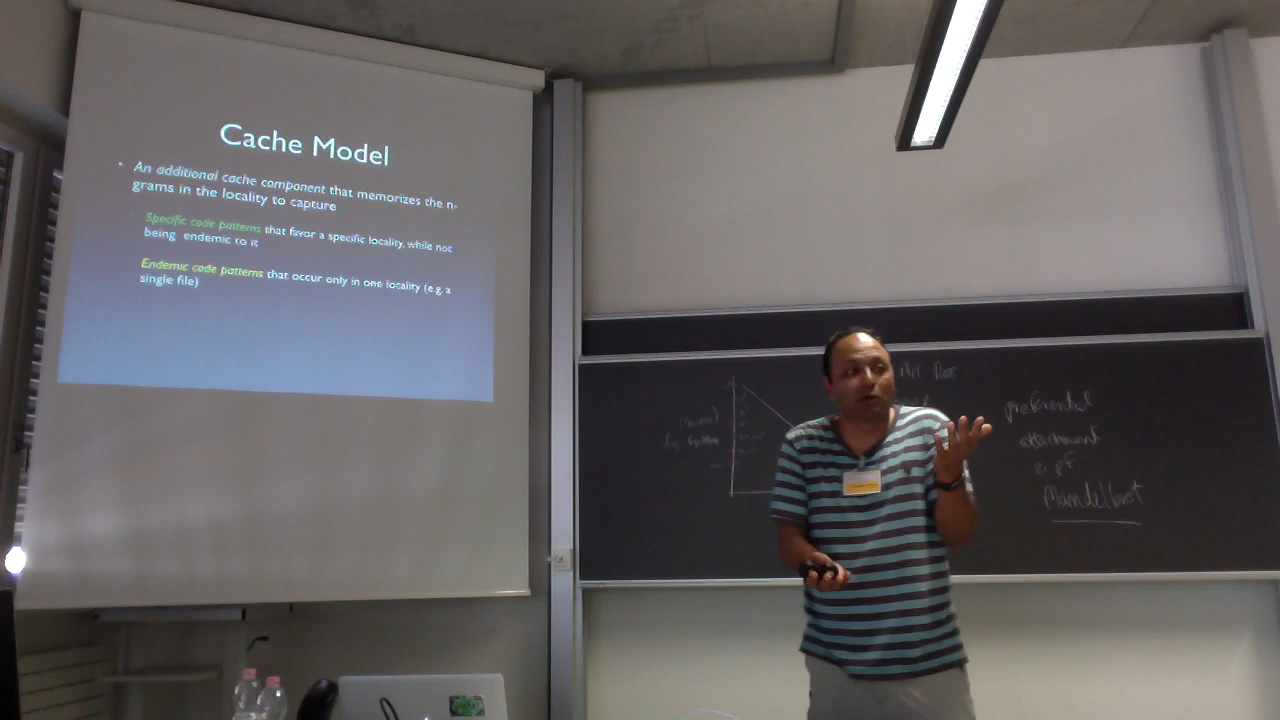 Cache Model
• An additional cache component that memorizes the n-
grams in the locality to capture
Specific code patterns that favor a specific locality, while not
being endemic to it
Endemic code patterns that occur only in one locality (e.g. a
single file)
preferential
attachment
Mandelbrot